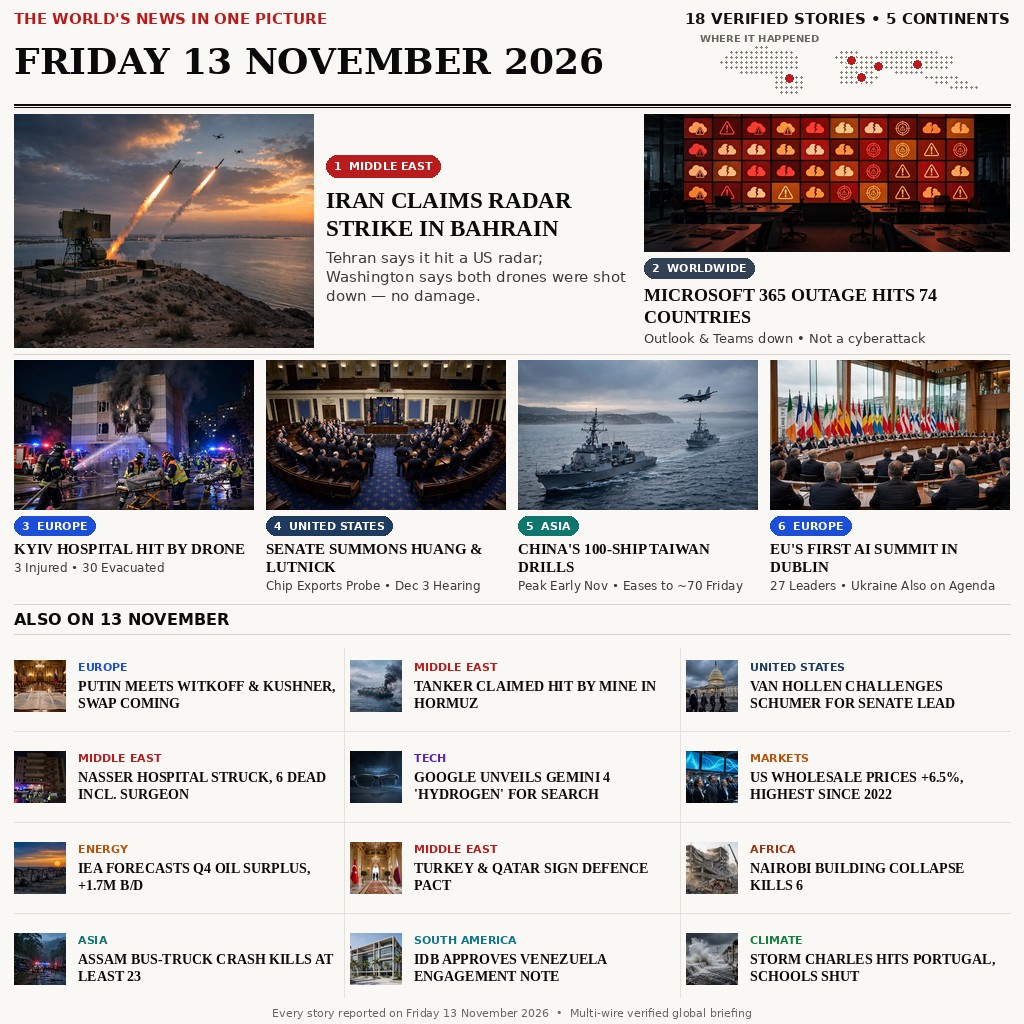 THE WORLD'S NEWS IN ONE PICTURE
18 VERIFIED STORIES • 5 CONTINENTS
FRIDAY 13 NOVEMBER 2026
WHERE IT HAPPENED
1 MIDDLE EAST
IRAN CLAIMS RADAR
STRIKE IN BAHRAIN
Tehran says it hit a US radar;
Washington says both drones were shot
down — no damage.
2 WORLDWIDE
MICROSOFT 365 OUTAGE HITS 74
COUNTRIES
Outlook & Teams down • Not a cyberattack
3 EUROPE
KYIV HOSPITAL HIT BY DRONE
3 Injured • 30 Evacuated
4 UNITED STATES
SENATE SUMMONS HUANG &
LUTNICK
Chip Exports Probe • Dec 3 Hearing
5 ASIA
CHINA'S 100-SHIP TAIWAN
DRILLS
Peak Early Nov • Eases to ~70 Friday
6 EUROPE
EU'S FIRST AI SUMMIT IN
DUBLIN
27 Leaders • Ukraine Also on Agenda
ALSO ON 13 NOVEMBER
EUROPE
PUTIN MEETS WITKOFF & KUSHNER,
SWAP COMING
MIDDLE EAST
TANKER CLAIMED HIT BY MINE IN
HORMUZ
UNITED STATES
VAN HOLLEN CHALLENGES
SCHUMER FOR SENATE LEAD
MIDDLE EAST
NASSER HOSPITAL STRUCK, 6 DEAD
INCL. SURGEON
TECH
GOOGLE UNVEILS GEMINI 4
'HYDROGEN' FOR SEARCH
MARKETS
US WHOLESALE PRICES +6.5%,
HIGHEST SINCE 2022
ENERGY
IEA FORECASTS Q4 OIL SURPLUS,
+1.7M B/D
MIDDLE EAST
TURKEY & QATAR SIGN DEFENCE
PACT
AFRICA
NAIROBI BUILDING COLLAPSE
KILLS 6
ASIA
ASSAM BUS-TRUCK CRASH KILLS AT
LEAST 23
SOUTH AMERICA
IDB APPROVES VENEZUELA
ENGAGEMENT NOTE
CLIMATE
STORM CHARLES HITS PORTUGAL,
SCHOOLS SHUT
Every story reported on Friday 13 November 2026 • Multi-wire verified global briefing